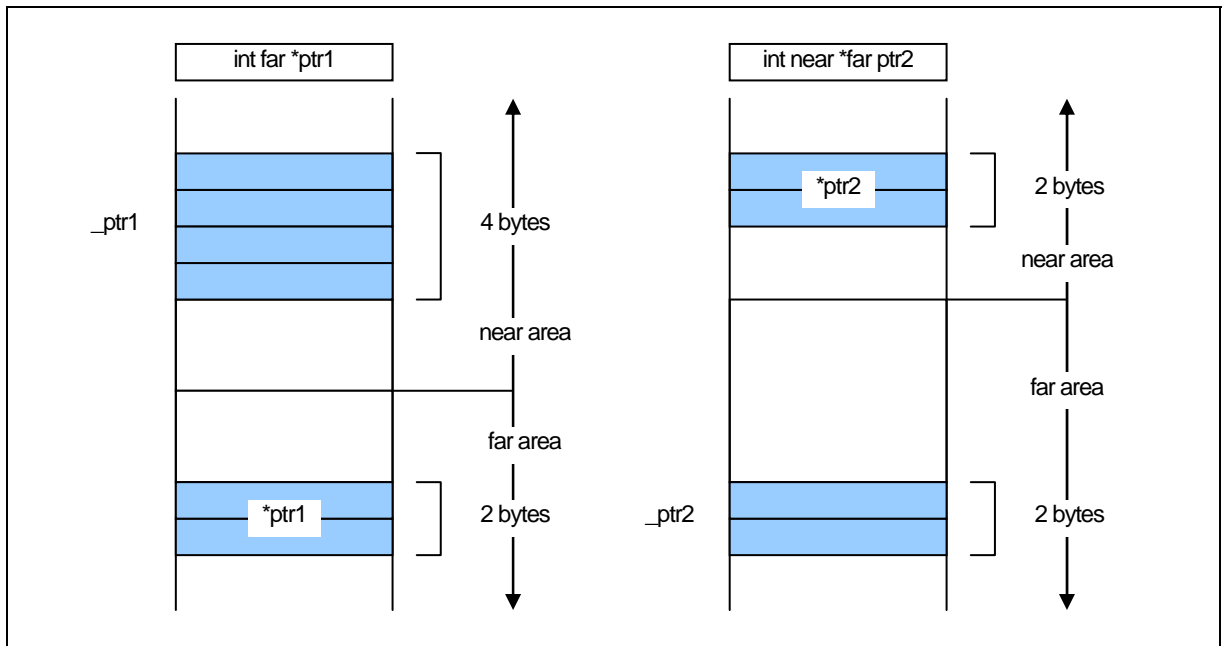 int far *ptr1
_ptr1
4 bytes
near area
far area
*ptr1
2 bytes
int near *far ptr2
*ptr2
2 bytes
near area
far area
_ptr2
2 bytes